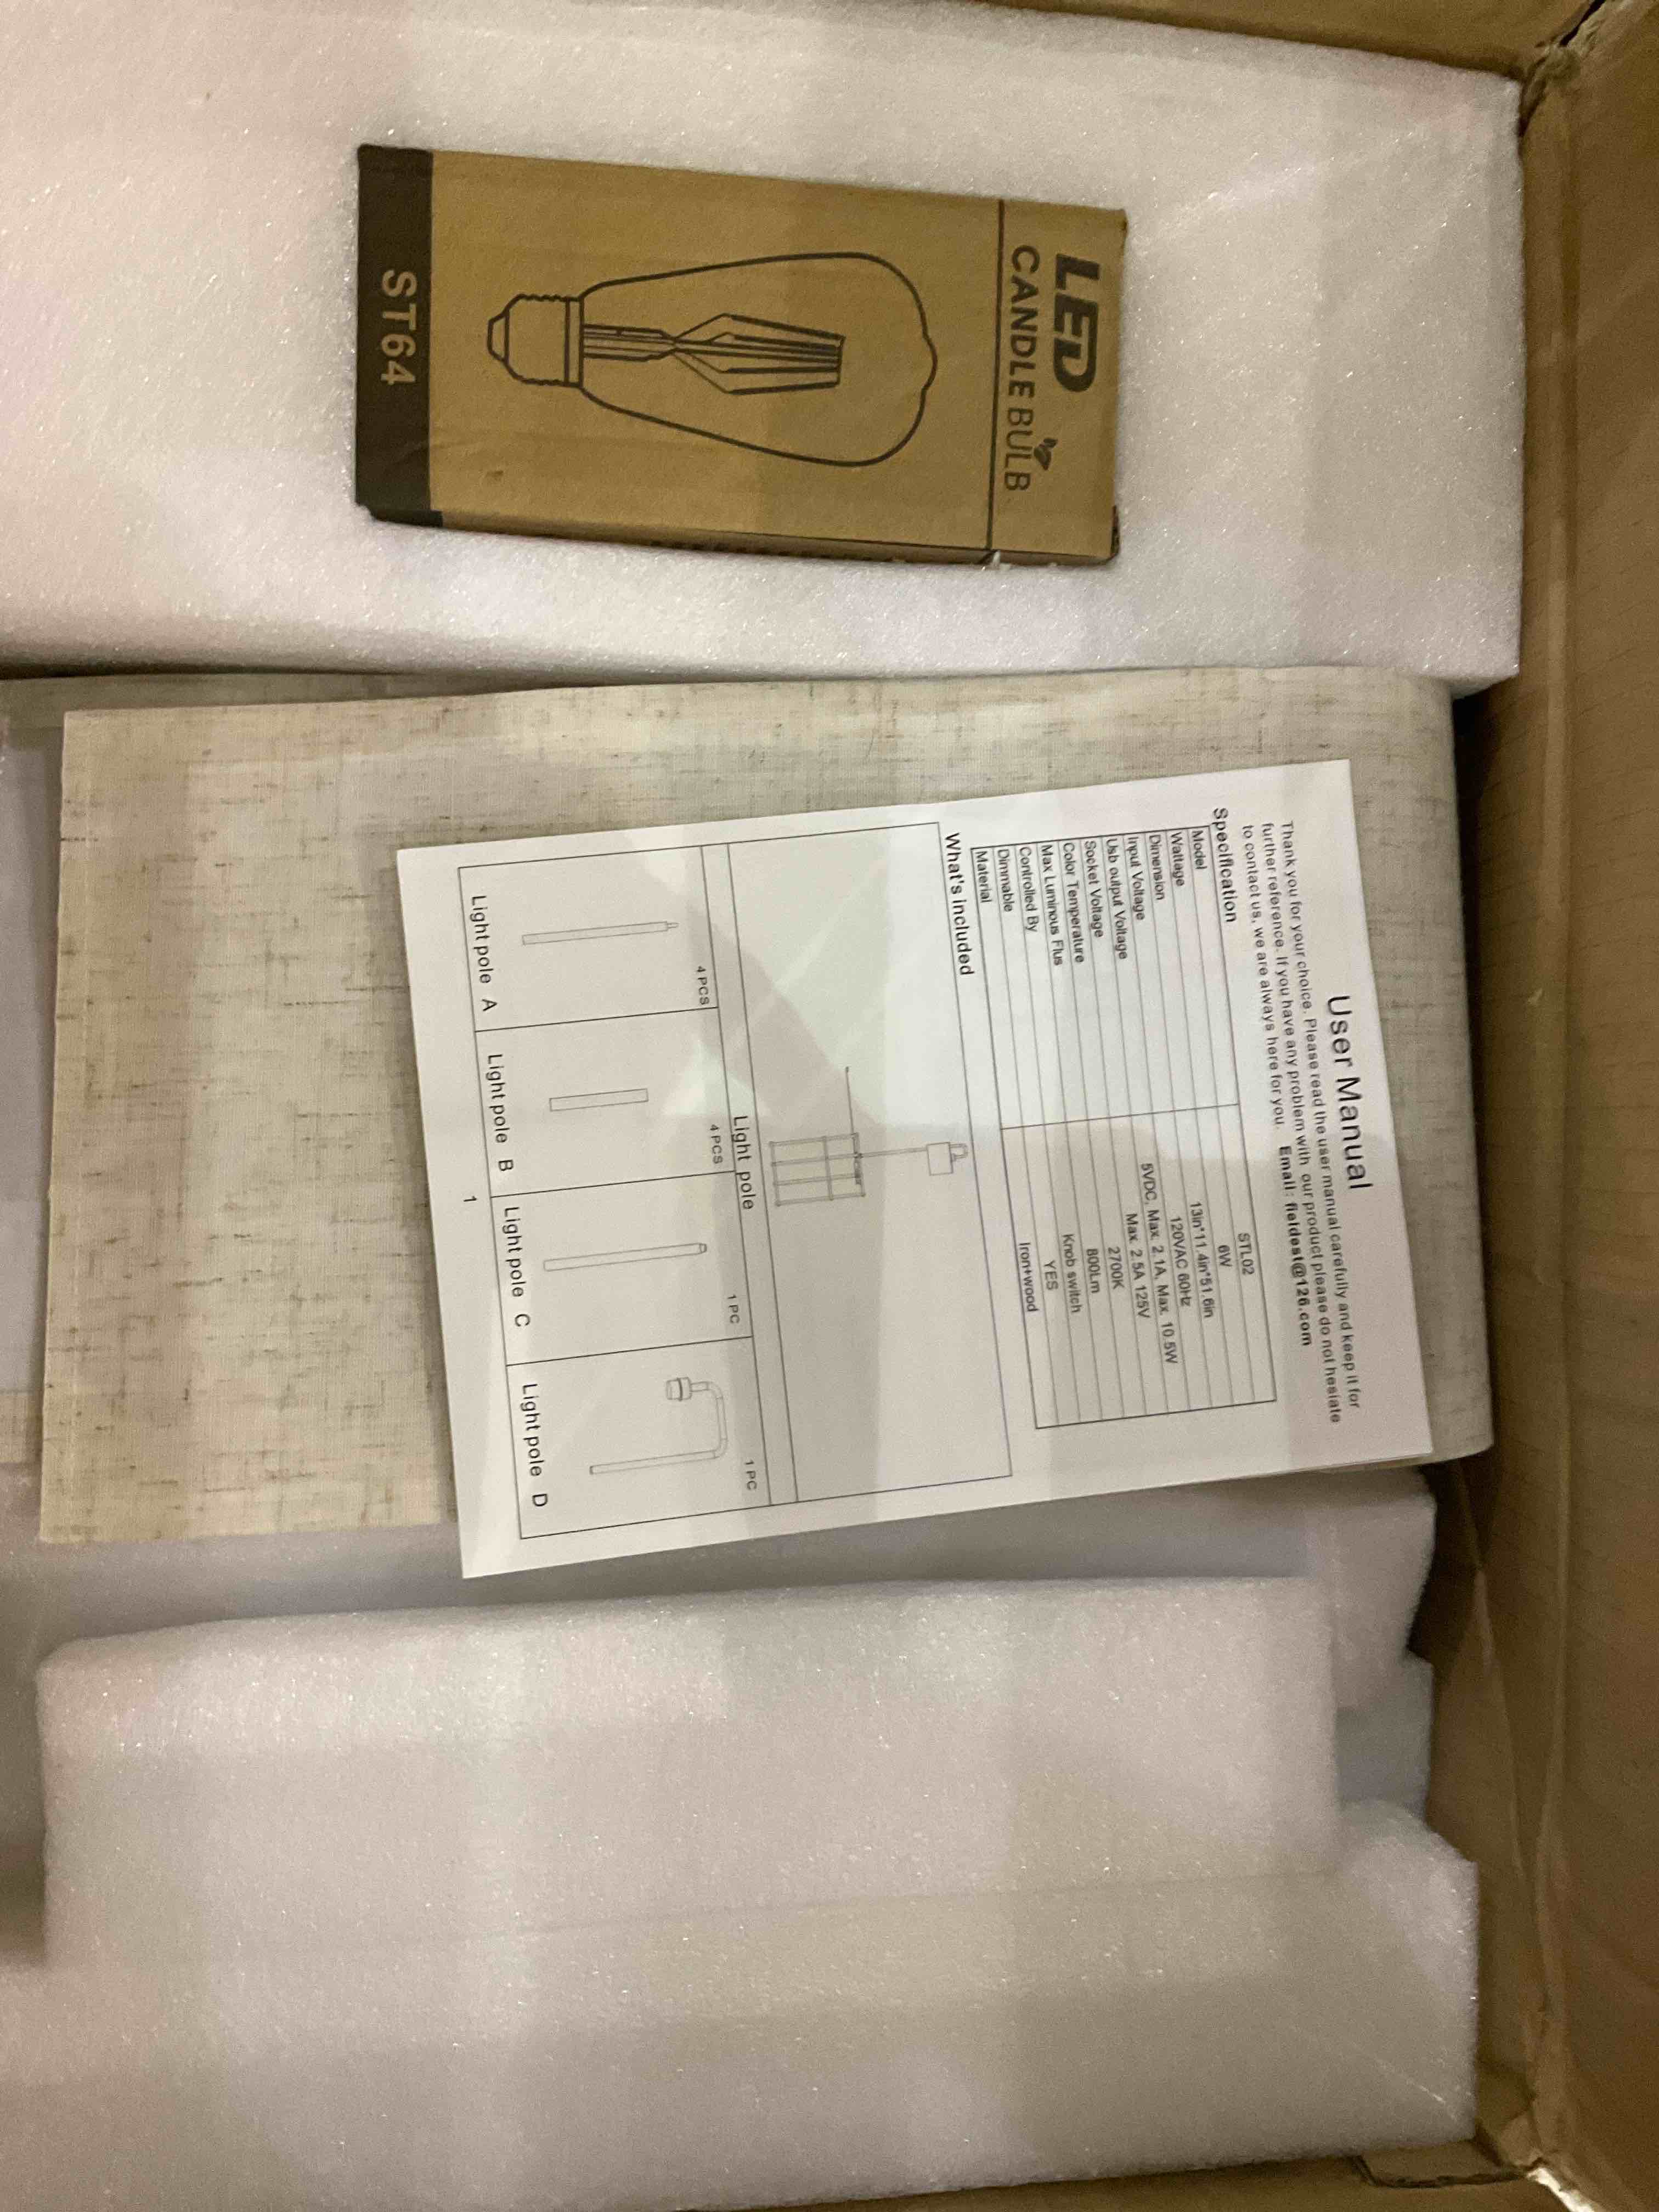 LED
CANDLE BULB
ST64
User Manual
Thank you for your choice. Please read the user manual carefully and keep it for
further reference. If you have any problem with our product please do not hesiate
to contact us, we are always here for you. Email: fieldest@126.com
Specification
Model STL02
Wattage 6W
Dimension 13in*11.4in*51.6in
Input Voltage 120VAC 60Hz
Usb output Voltage 5VDC, Max. 2.1A, Max. 10.5W
Socket Voltage Max. 2.5A 125V
Color Temperature 2700K
Max Luminous Flus 800Lm
Controlled By Knob switch
Dimmable YES
Material Iron+wood
What's included
Light pole
4 PCS 4 PCS 1 PC 1 PC
Light pole A Light pole B Light pole C Light pole D
1